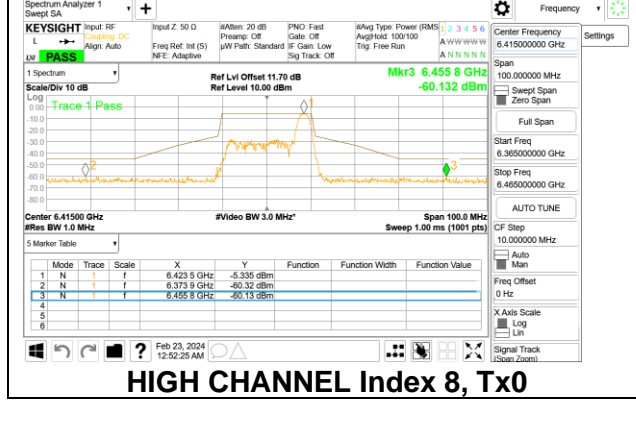 Spectrum Analyzer 1
Swept SA
+
Frequency
KEYSIGHT
L
LXI
PASS
Input: RF
Coupling: DC
Align: Auto
Input Z: 50 Ω
Freq Ref: Int (S)
NFE: Adaptive
#Atten: 20 dB
Preamp: Off
µW Path: Standard
PNO: Fast
Gate: Off
IF Gain: Low
Sig Track: Off
#Avg Type: Power (RMS)
Avg|Hold: 100/100
Trig: Free Run
1 2 3 4 5 6
A W W W W W
A N N N N N
Center Frequency
6.415000000 GHz
Settings
Span
100.000000 MHz
Swept Span
Zero Span
Full Span
Start Freq
6.365000000 GHz
Stop Freq
6.465000000 GHz
AUTO TUNE
CF Step
10.000000 MHz
Auto
Man
Freq Offset
0 Hz
X Axis Scale
Log
Lin
Signal Track
(Span Zoom)
1 Spectrum
Scale/Div 10 dB
Ref Lvl Offset 11.70 dB
Ref Level 10.00 dBm
Mkr3 6.455 8 GHz
-60.132 dBm
Log
Trace 1 Pass
0.00
-10.0
-20.0
-30.0
-40.0
-50.0
-60.0
-70.0
-80.0
1
2
3
Center 6.41500 GHz
#Res BW 1.0 MHz
#Video BW 3.0 MHz*
Span 100.0 MHz
Sweep 1.00 ms (1001 pts)
5 Marker Table
Mode Trace Scale X Y Function Function Width Function Value
1 N 1 f 6.423 5 GHz -5.335 dBm
2 N 1 f 6.373 9 GHz -60.32 dBm
3 N 1 f 6.455 8 GHz -60.13 dBm
4
5
6
?
Feb 23, 2024
12:52:25 AM
HIGH CHANNEL Index 8, Tx0